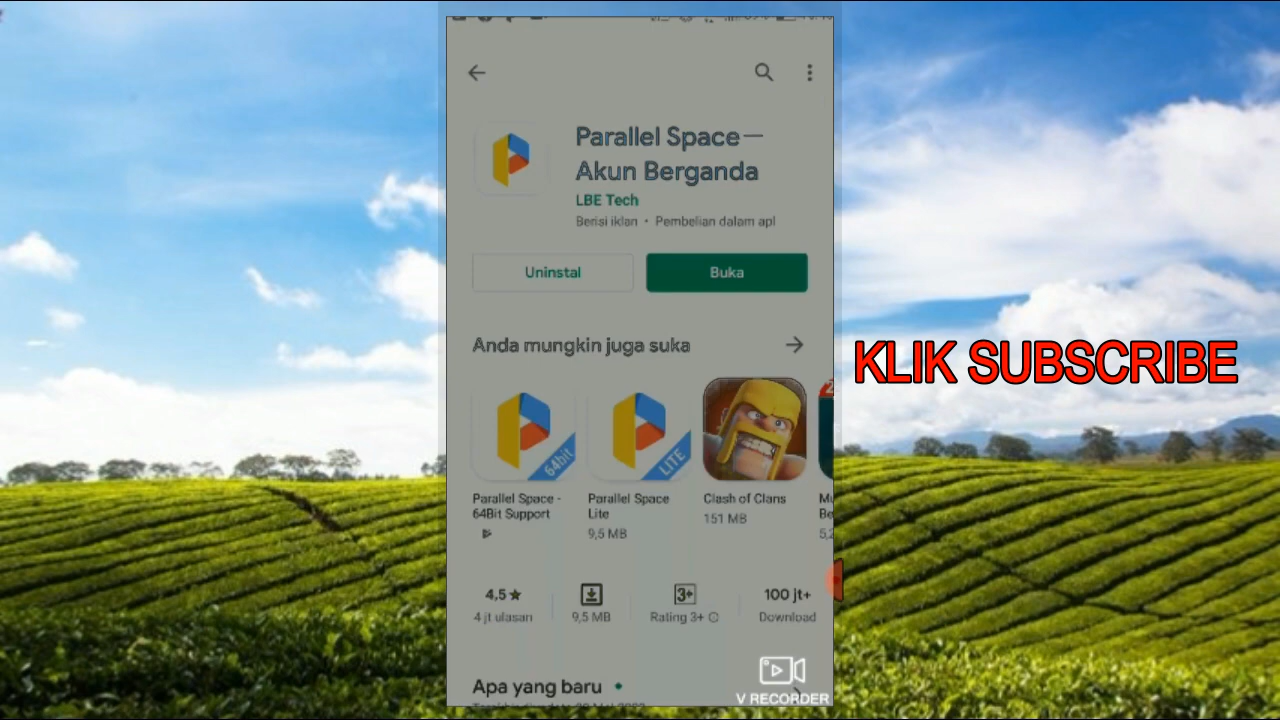 Parallel Space—
Akun Berganda
LBE Tech
Berisi iklan • Pembelian dalam apl
Uninstal
Buka
Anda mungkin juga suka
KLIK SUBSCRIBE
64bit
LITE
Parallel Space -
64Bit Support
Parallel Space
Lite
9,5 MB
Clash of Clans
151 MB
4,5★
4 jt ulasan
9,5 MB
3+
Rating 3+
100 jt+
Download
Apa yang baru •
V RECORDER